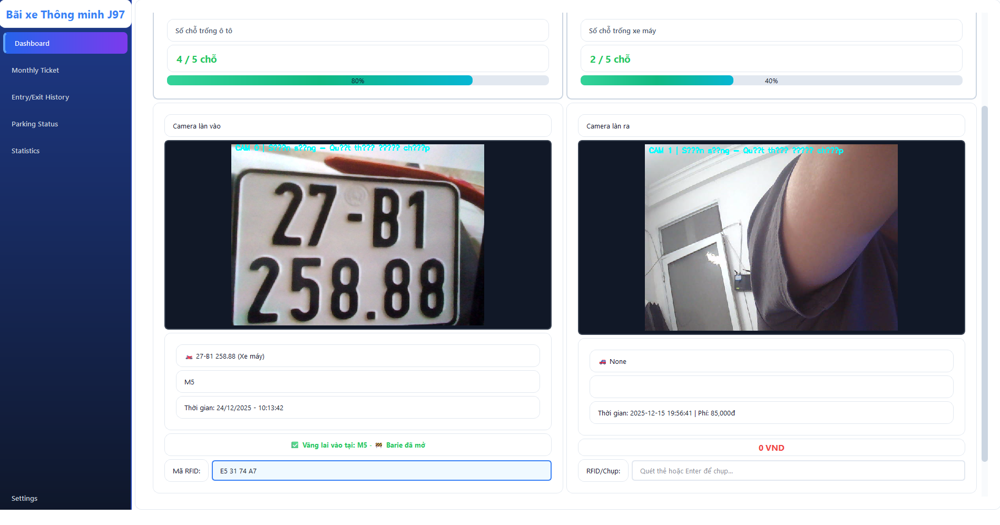 Bãi xe Thông minh J97
Dashboard
Monthly Ticket
Entry/Exit History
Parking Status
Statistics
Settings
Số chỗ trống ô tô
4 / 5 chỗ
80%
Số chỗ trống xe máy
2 / 5 chỗ
40%
Camera làn vào
CAM 0 | S???n s??ng - Qu??t th??? ????? ch???p
27-B1
258.88
27-B1 258.88 (Xe máy)
M5
Thời gian: 24/12/2025 - 10:13:42
✅ Vãng lai vào tại: M5 - 🚧 Barie đã mở
Mã RFID:
E5 31 74 A7
Camera làn ra
CAM 1 | S???n s??ng - Qu??t th??? ????? ch???p
None
Thời gian: 2025-12-15 19:56:41 | Phí: 85,000đ
0 VND
RFID/Chụp:
Quét thẻ hoặc Enter để chụp...